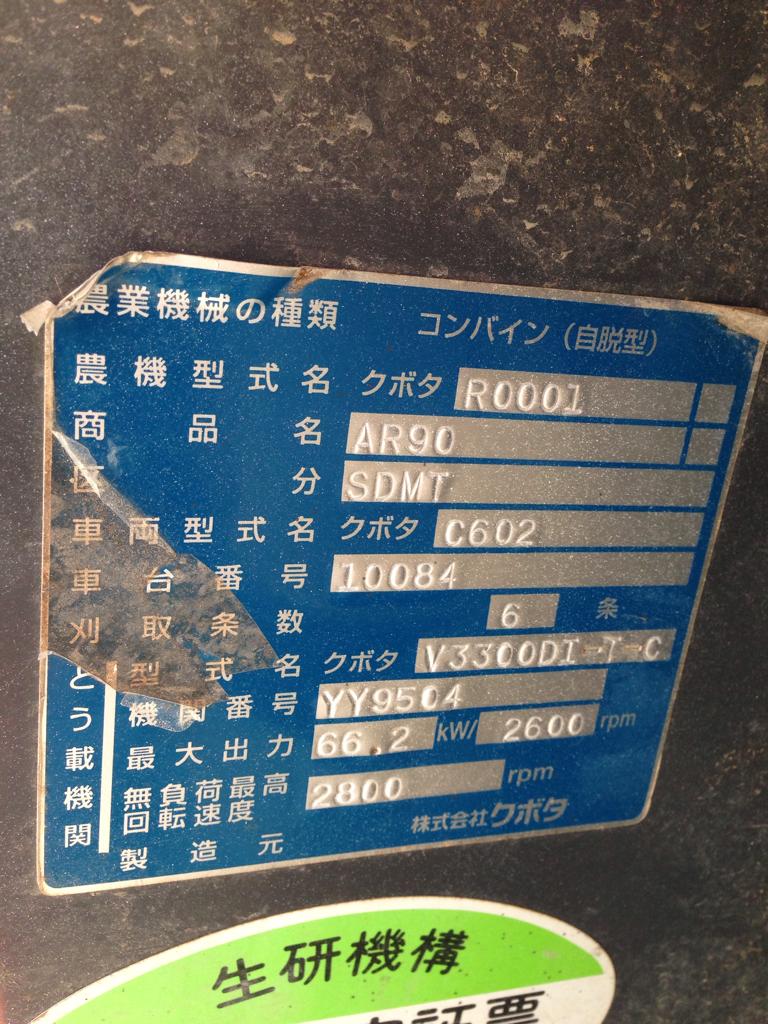 農業機械の種類 コンバイン（自脱型）
農機型式名 クボタ R0001
商品名 AR90
区分 SDMT
車両型式名 クボタ C602
車台番号 10084
刈取条数 6 条
とう載機関
型式名 クボタ V3300DI-T-C
機関番号 YY9504
最大出力 66.2 kW/ 2600 rpm
無負荷最高回転速度 2800 rpm
製造元 株式会社クボタ
生研機構
証票